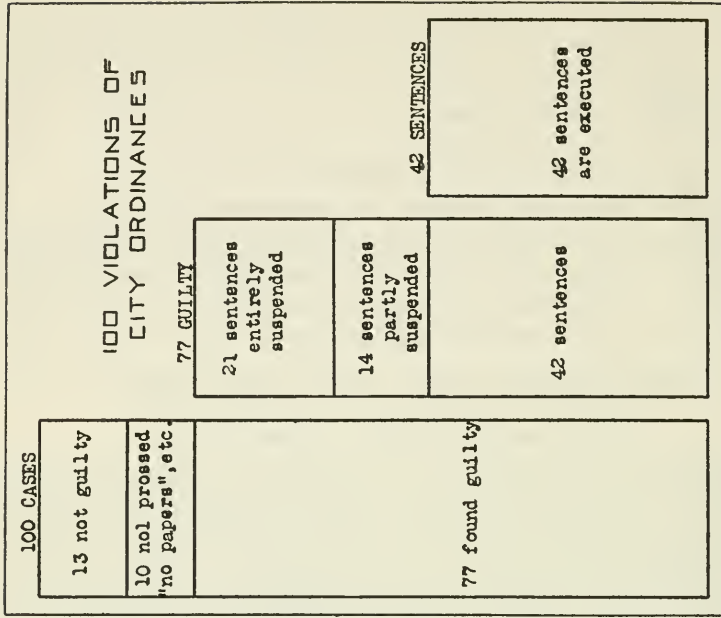 100 VIOLATIONS OF
CITY ORDINANCES
100 CASES
13 not guilty
10 nol prossed
"no papers",etc.
77 found guilty
77 GUILTY
21 sentences
entirely
suspended
14 sentences
partly
suspended
42 sentences
42 SENTENCES
42 sentences
are executed